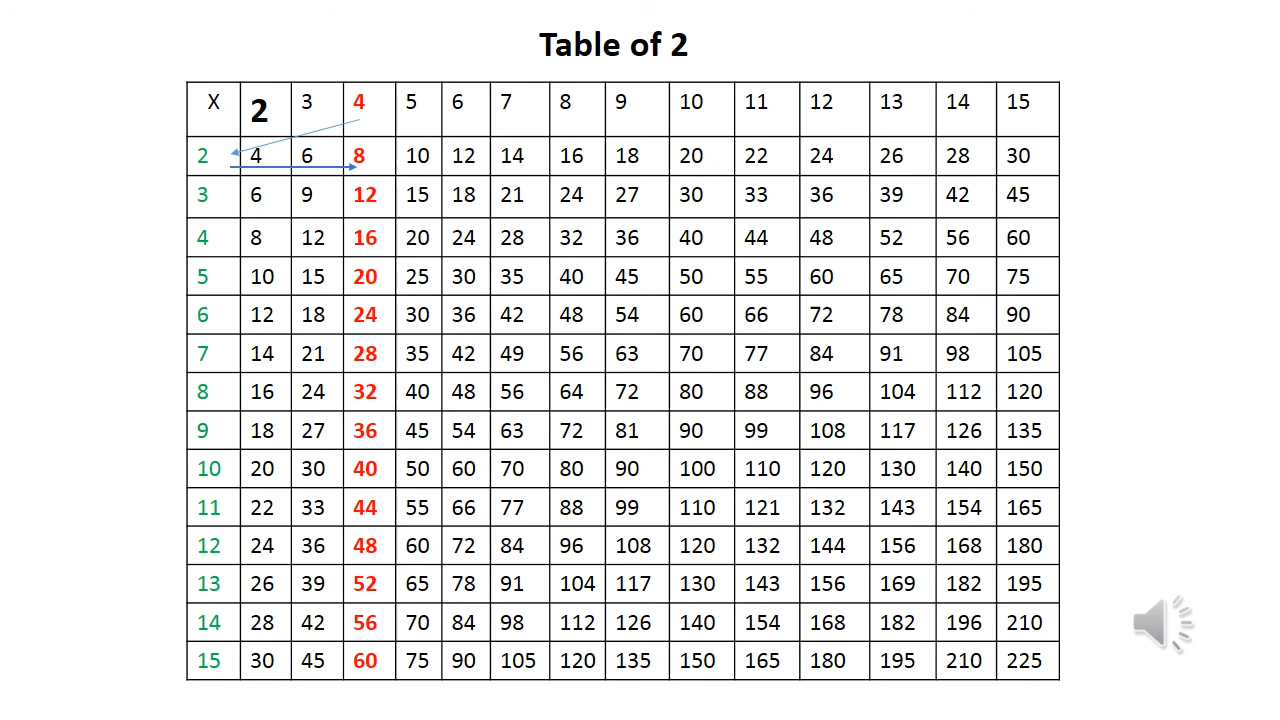 Table of 2
X 2 3 4 5 6 7 8 9 10 11 12 13 14 15
2 4 6 8 10 12 14 16 18 20 22 24 26 28 30
3 6 9 12 15 18 21 24 27 30 33 36 39 42 45
4 8 12 16 20 24 28 32 36 40 44 48 52 56 60
5 10 15 20 25 30 35 40 45 50 55 60 65 70 75
6 12 18 24 30 36 42 48 54 60 66 72 78 84 90
7 14 21 28 35 42 49 56 63 70 77 84 91 98 105
8 16 24 32 40 48 56 64 72 80 88 96 104 112 120
9 18 27 36 45 54 63 72 81 90 99 108 117 126 135
10 20 30 40 50 60 70 80 90 100 110 120 130 140 150
11 22 33 44 55 66 77 88 99 110 121 132 143 154 165
12 24 36 48 60 72 84 96 108 120 132 144 156 168 180
13 26 39 52 65 78 91 104 117 130 143 156 169 182 195
14 28 42 56 70 84 98 112 126 140 154 168 182 196 210
15 30 45 60 75 90 105 120 135 150 165 180 195 210 225